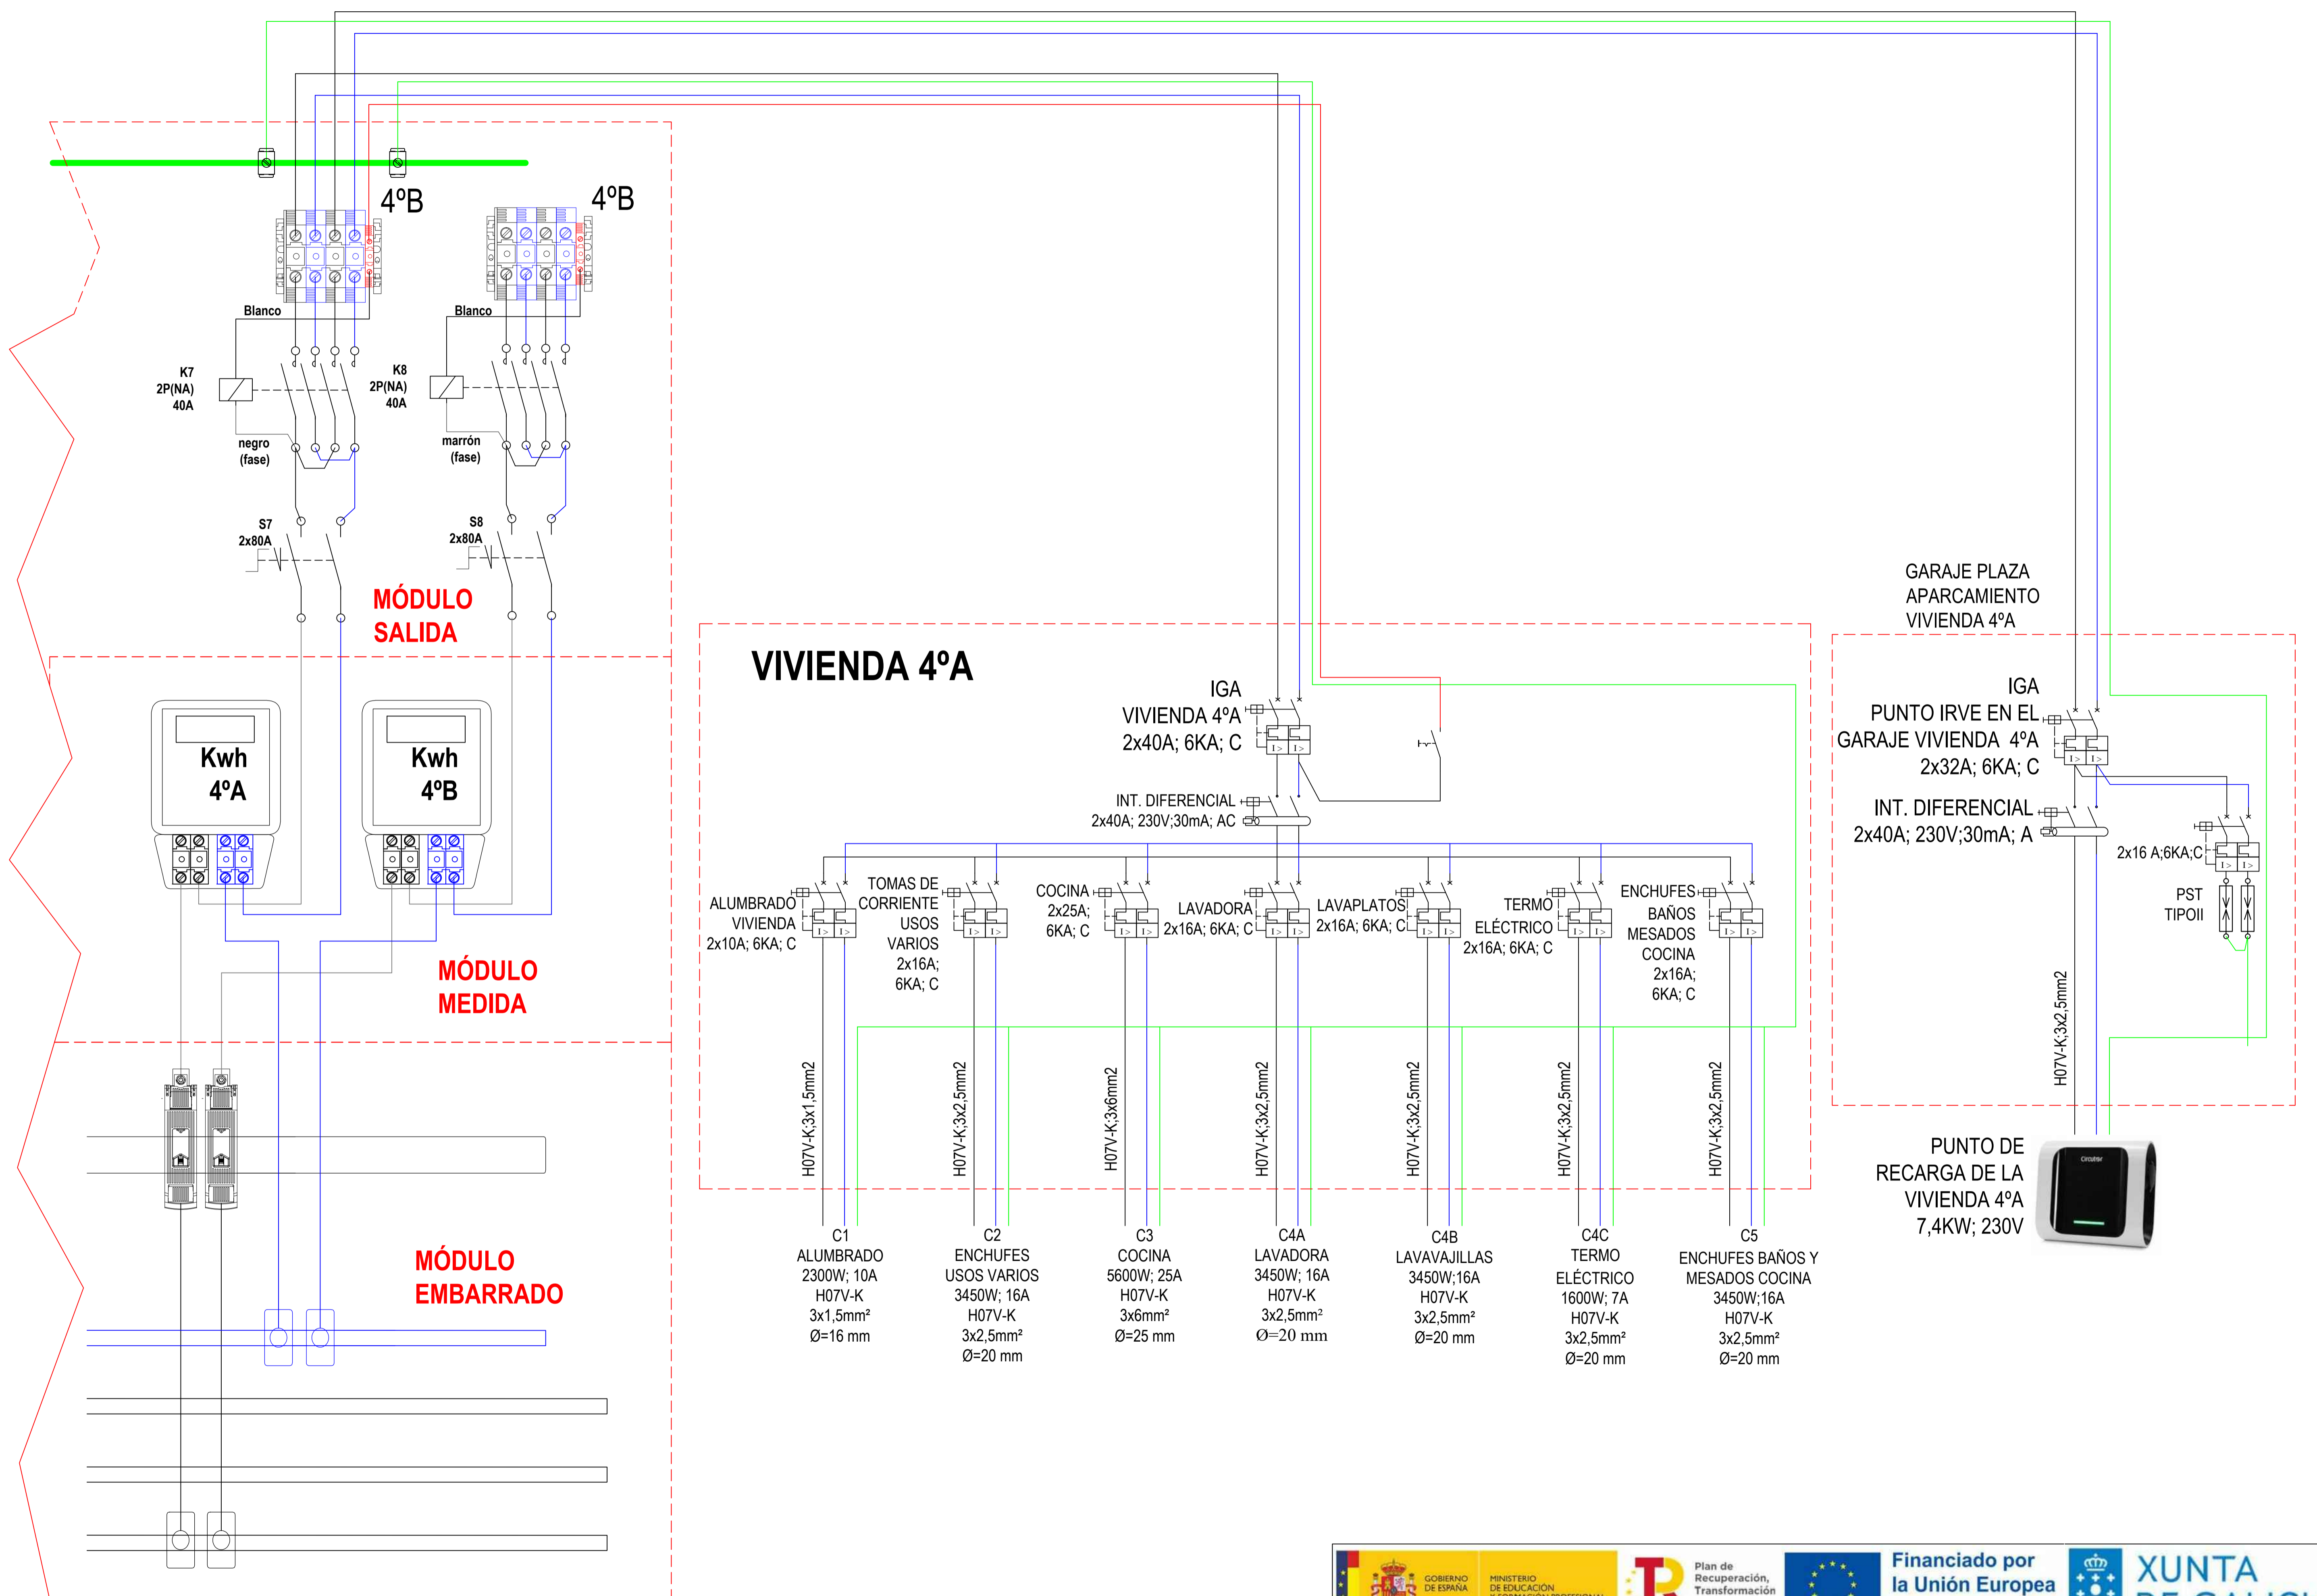 4ºB
4ºB
Blanco
Blanco
K7
2P(NA)
40A
K8
2P(NA)
40A
negro
(fase)
marrón
(fase)
S7
2x80A
S8
2x80A
MÓDULO
SALIDA
Kwh
4ºA
Kwh
4ºB
MÓDULO
MEDIDA
MÓDULO
EMBARRADO
VIVIENDA 4ºA
IGA
VIVIENDA 4ºA
2x40A; 6KA; C
I > I >
INT. DIFERENCIAL
2x40A; 230V;30mA; AC
ALUMBRADO
VIVIENDA
2x10A; 6KA; C
I > I >
TOMAS DE
CORRIENTE
USOS
VARIOS
2x16A;
6KA; C
I > I >
COCINA
2x25A;
6KA; C
I > I >
LAVADORA
2x16A; 6KA; C
I > I >
LAVAPLATOS
2x16A; 6KA; C
I > I >
TERMO
ELÉCTRICO
2x16A; 6KA; C
I > I >
ENCHUFES
BAÑOS
MESADOS
COCINA
2x16A;
6KA; C
I > I >
H07V-K;3x1,5mm2
H07V-K;3x2,5mm2
H07V-K;3x6mm2
H07V-K;3x2,5mm2
H07V-K;3x2,5mm2
H07V-K;3x2,5mm2
H07V-K;3x2,5mm2
C1
ALUMBRADO
2300W; 10A
H07V-K
3x1,5mm²
Ø=16 mm
C2
ENCHUFES
USOS VARIOS
3450W; 16A
H07V-K
3x2,5mm²
Ø=20 mm
C3
COCINA
5600W; 25A
H07V-K
3x6mm²
Ø=25 mm
C4A
LAVADORA
3450W; 16A
H07V-K
3x2,5mm²
Ø=20 mm
C4B
LAVAVAJILLAS
3450W;16A
H07V-K
3x2,5mm²
Ø=20 mm
C4C
TERMO
ELÉCTRICO
1600W; 7A
H07V-K
3x2,5mm²
Ø=20 mm
C5
ENCHUFES BAÑOS Y
MESADOS COCINA
3450W;16A
H07V-K
3x2,5mm²
Ø=20 mm
GARAJE PLAZA
APARCAMIENTO
VIVIENDA 4ºA
IGA
PUNTO IRVE EN EL
GARAJE VIVIENDA 4ºA
2x32A; 6KA; C
I > I >
INT. DIFERENCIAL
2x40A; 230V;30mA; A
2x16 A;6KA;C
I > I >
PST
TIPOII
H07V-K;3x2,5mm2
PUNTO DE
RECARGA DE LA
VIVIENDA 4ºA
7,4KW; 230V
Circutor
GOBIERNO
DE ESPAÑA
MINISTERIO
DE EDUCACIÓN
Y FORMACIÓN PROFESIONAL
Plan de
Recuperación,
Transformación
Financiado por
la Unión Europea
XUNTA